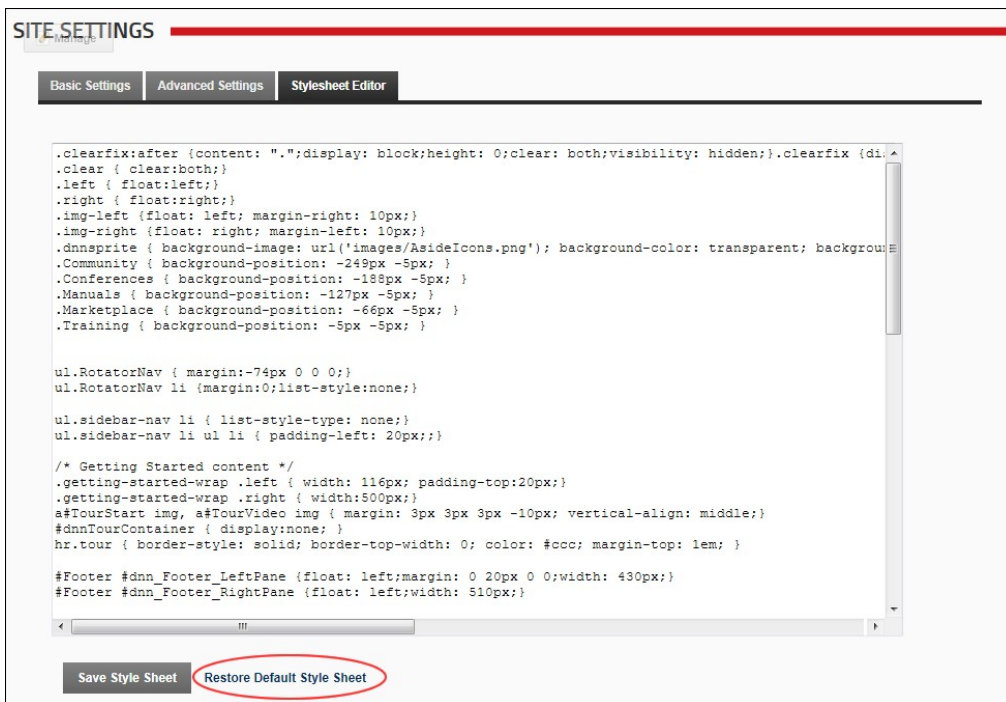 SITE SETTINGS
Manage
Basic Settings Advanced Settings Stylesheet Editor
.clearfix:after {content: ".";display: block;height: 0;clear: both;visibility: hidden;}.clearfix {di
.clear { clear:both;}
.left { float:left;}
.right { float:right;}
.img-left {float: left; margin-right: 10px;}
.img-right {float: right; margin-left: 10px;}
.dnnsprite { background-image: url('images/AsideIcons.png'); background-color: transparent; backgrou
.Community { background-position: -249px -5px; }
.Conferences { background-position: -188px -5px; }
.Manuals { background-position: -127px -5px; }
.Marketplace { background-position: -66px -5px; }
.Training { background-position: -5px -5px; }
ul.RotatorNav { margin:-74px 0 0 0;}
ul.RotatorNav li {margin:0;list-style:none;}
ul.sidebar-nav li { list-style-type: none;}
ul.sidebar-nav li ul li { padding-left: 20px;;}
/* Getting Started content */
.getting-started-wrap .left { width: 116px; padding-top:20px;}
.getting-started-wrap .right { width:500px;}
a#TourStart img, a#TourVideo img { margin: 3px 3px 3px -10px; vertical-align: middle;}
#dnnTourContainer { display:none; }
hr.tour { border-style: solid; border-top-width: 0; color: #ccc; margin-top: 1em; }
#Footer #dnn_Footer_LeftPane {float: left;margin: 0 20px 0 0;width: 430px;}
#Footer #dnn_Footer_RightPane {float: left;width: 510px;}
Save Style Sheet Restore Default Style Sheet